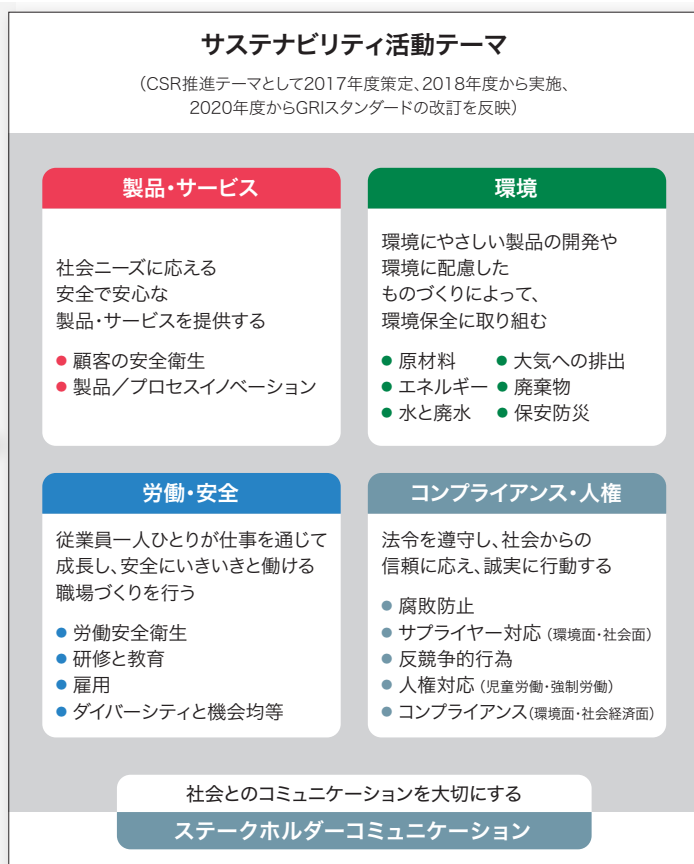 サステナビリティ活動テーマ
（CSR推進テーマとして2017年度策定、2018年度から実施、
2020年度からGRIスタンダードの改訂を反映）
製品・サービス
社会ニーズに応える
安全で安心な
製品・サービスを提供する
● 顧客の安全衛生
● 製品／プロセスイノベーション
環境
環境にやさしい製品の開発や
環境に配慮した
ものづくりによって、
環境保全に取り組む
● 原材料 ● 大気への排出
● エネルギー ● 廃棄物
● 水と廃水 ● 保安防災
労働・安全
従業員一人ひとりが仕事を通じて
成長し、安全にいきいきと働ける
職場づくりを行う
● 労働安全衛生
● 研修と教育
● 雇用
● ダイバーシティと機会均等
コンプライアンス・人権
法令を遵守し、社会からの
信頼に応え、誠実に行動する
● 腐敗防止
● サプライヤー対応（環境面・社会面）
● 反競争的行為
● 人権対応（児童労働・強制労働）
● コンプライアンス（環境面・社会経済面）
社会とのコミュニケーションを大切にする
ステークホルダーコミュニケーション